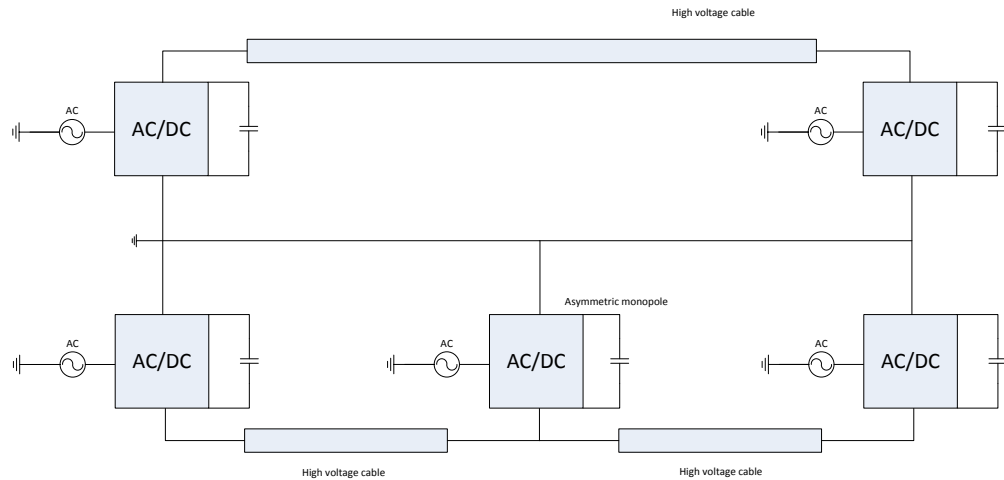 High voltage cable
AC
AC/DC
AC
AC/DC
Asymmetric monopole
AC
AC/DC
AC
AC/DC
AC
AC/DC
High voltage cable
High voltage cable